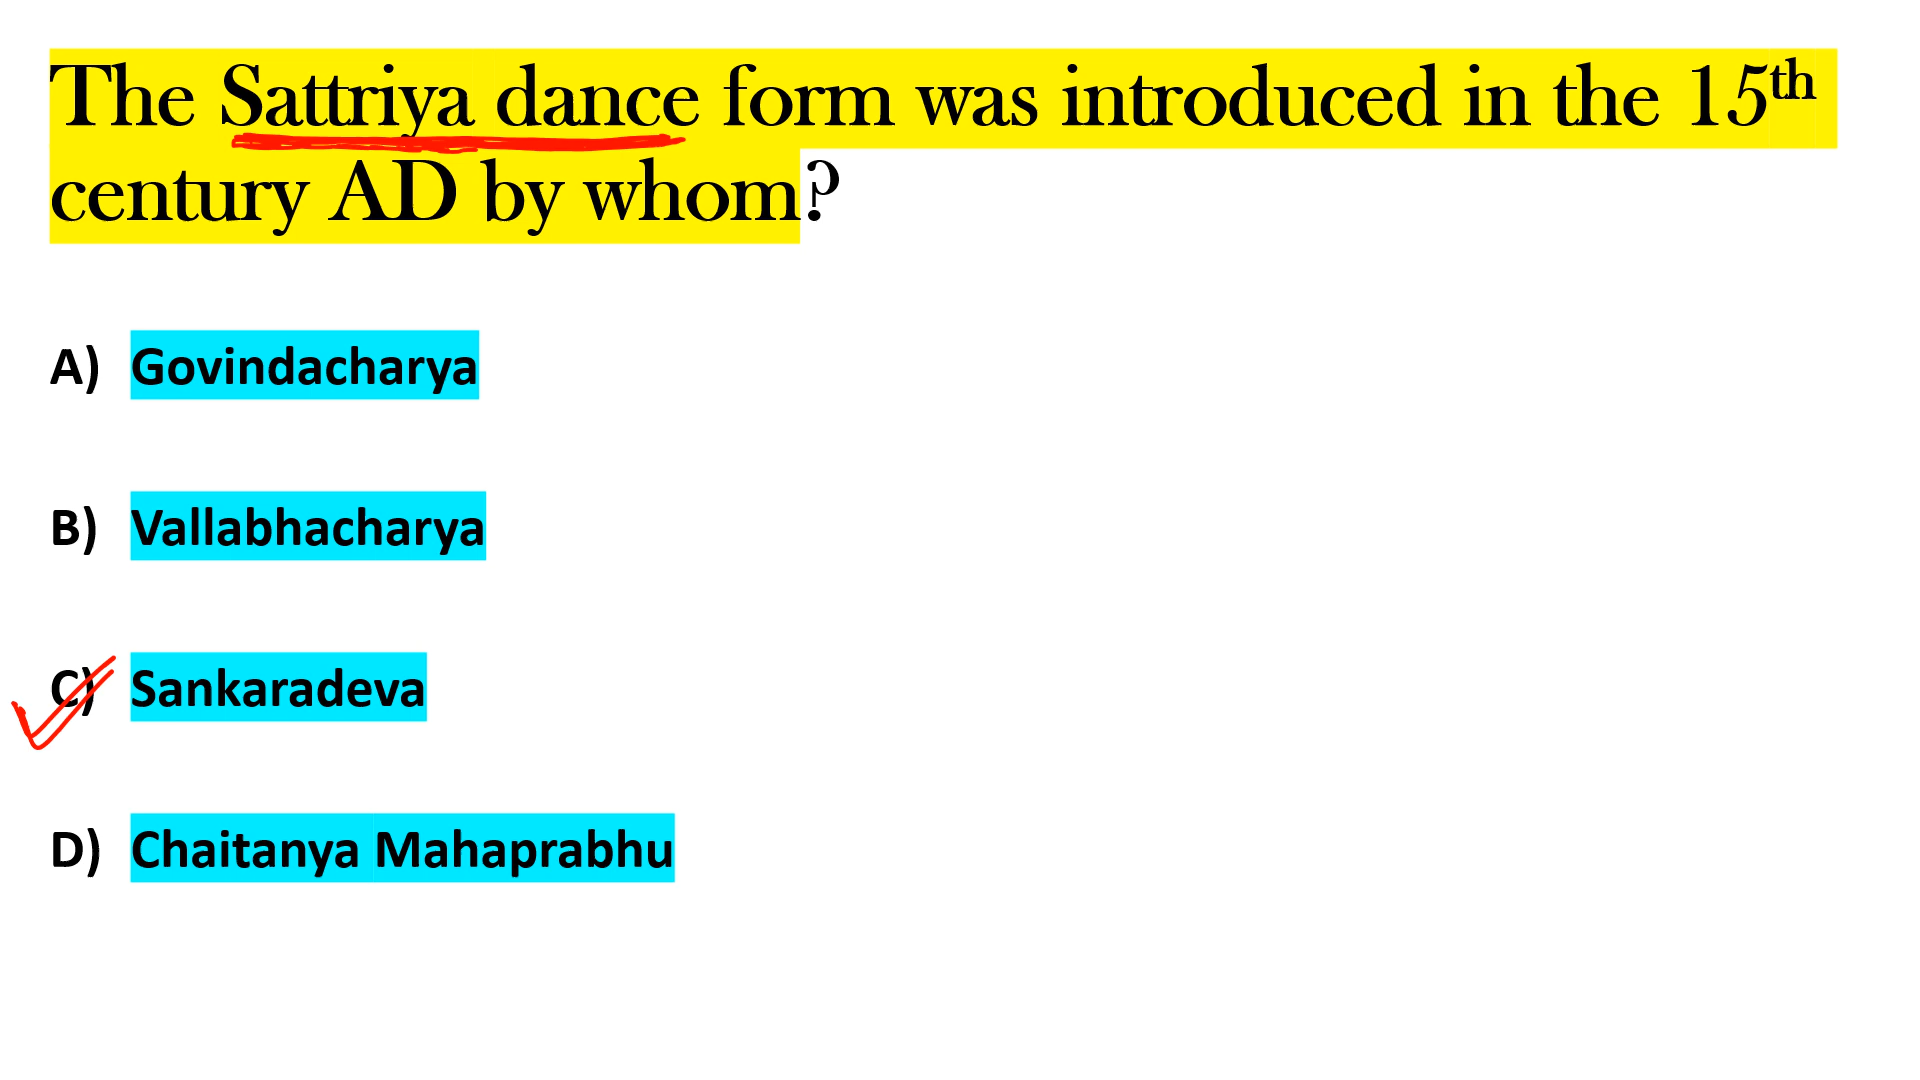 The Sattriya dance form was introduced in the 15th
century AD by whom?
A) Govindacharya
B) Vallabhacharya
C) Sankaradeva
D) Chaitanya Mahaprabhu